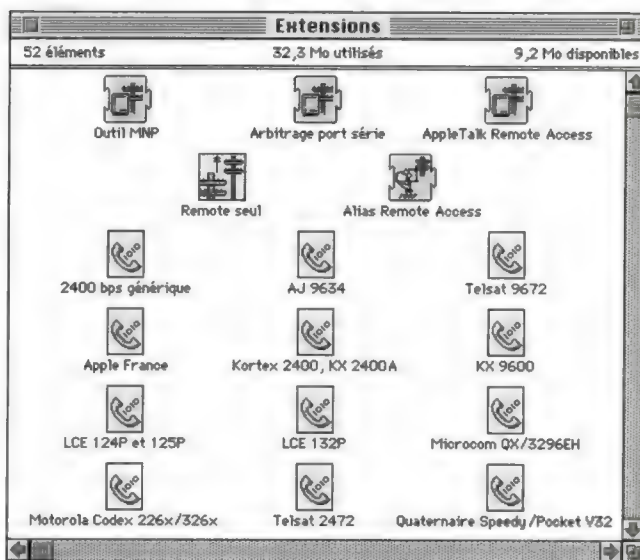 Extensions
52 éléments 32,3 Mo utilisés 9,2 Mo disponibles
Outil MNP Arbitrage port série AppleTalk Remote Access
Remote seul Alias Remote Access
2400 bps générique AJ 9634 Telsat 9672
Apple France Kortex 2400, KX 2400A KX 9600
LCE 124P et 125P LCE 132P Microcom QX/3296EH
Motorola Codex 226x/326x Telsat 2472 Quaternaire Speedy/Pocket V32